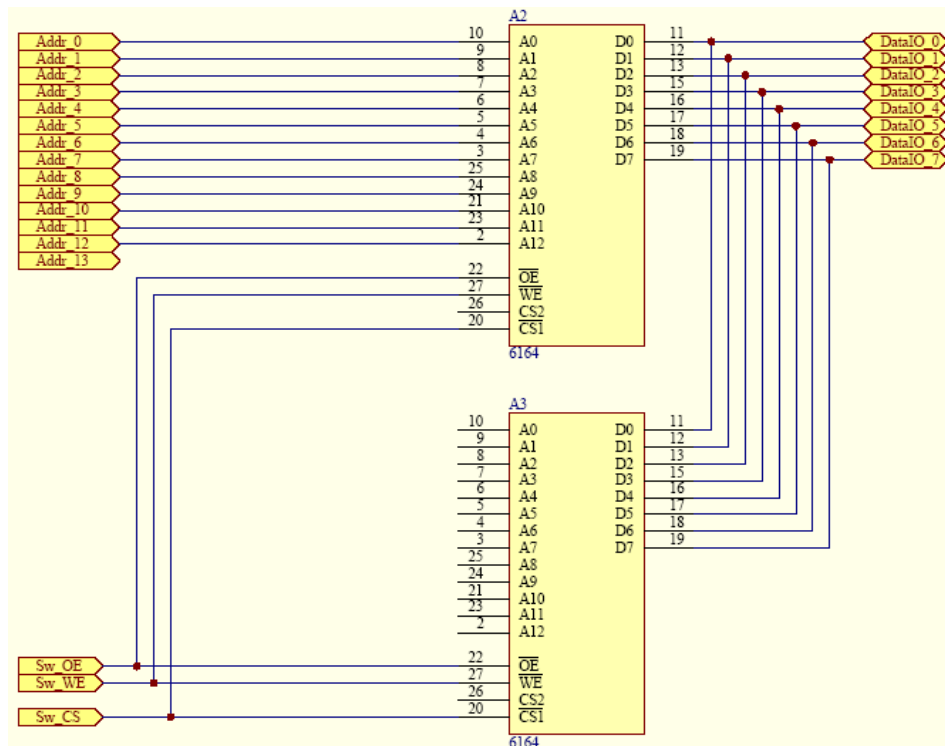 A2
Addr_0 10 A0 D0 11 DataIO_0
Addr_1 9 A1 D1 12 DataIO_1
Addr_2 8 A2 D2 13 DataIO_2
Addr_3 7 A3 D3 15 DataIO_3
Addr_4 6 A4 D4 16 DataIO_4
Addr_5 5 A5 D5 17 DataIO_5
Addr_6 4 A6 D6 18 DataIO_6
Addr_7 3 A7 D7 19 DataIO_7
Addr_8 25 A8
Addr_9 24 A9
Addr_10 21 A10
Addr_11 23 A11
Addr_12 2 A12
Addr_13
22 OE
27 WE
26 CS2
20 CS1
6164
A3
10 A0 D0 11
9 A1 D1 12
8 A2 D2 13
7 A3 D3 15
6 A4 D4 16
5 A5 D5 17
4 A6 D6 18
3 A7 D7 19
25 A8
24 A9
21 A10
23 A11
2 A12
Sw_OE 22 OE
Sw_WE 27 WE
26 CS2
Sw_CS 20 CS1
6164